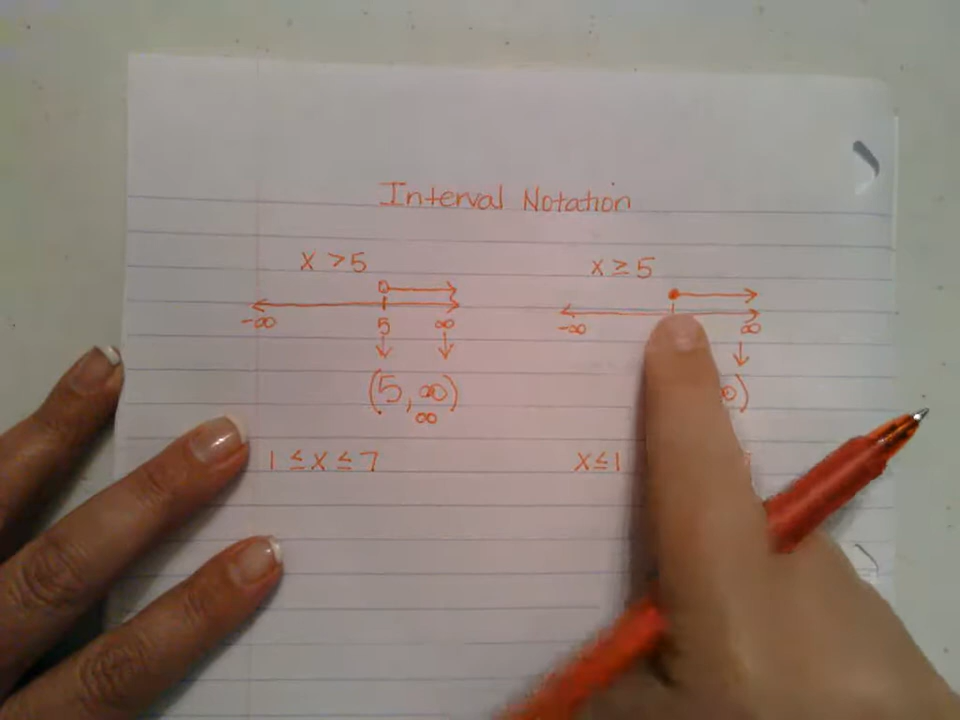 Interval Notation
x > 5
x ≥ 5
-∞ 5 ∞
-∞ ∞
(5, ∞)
∞
∞)
1 ≤ x ≤ 7
x ≤ 1